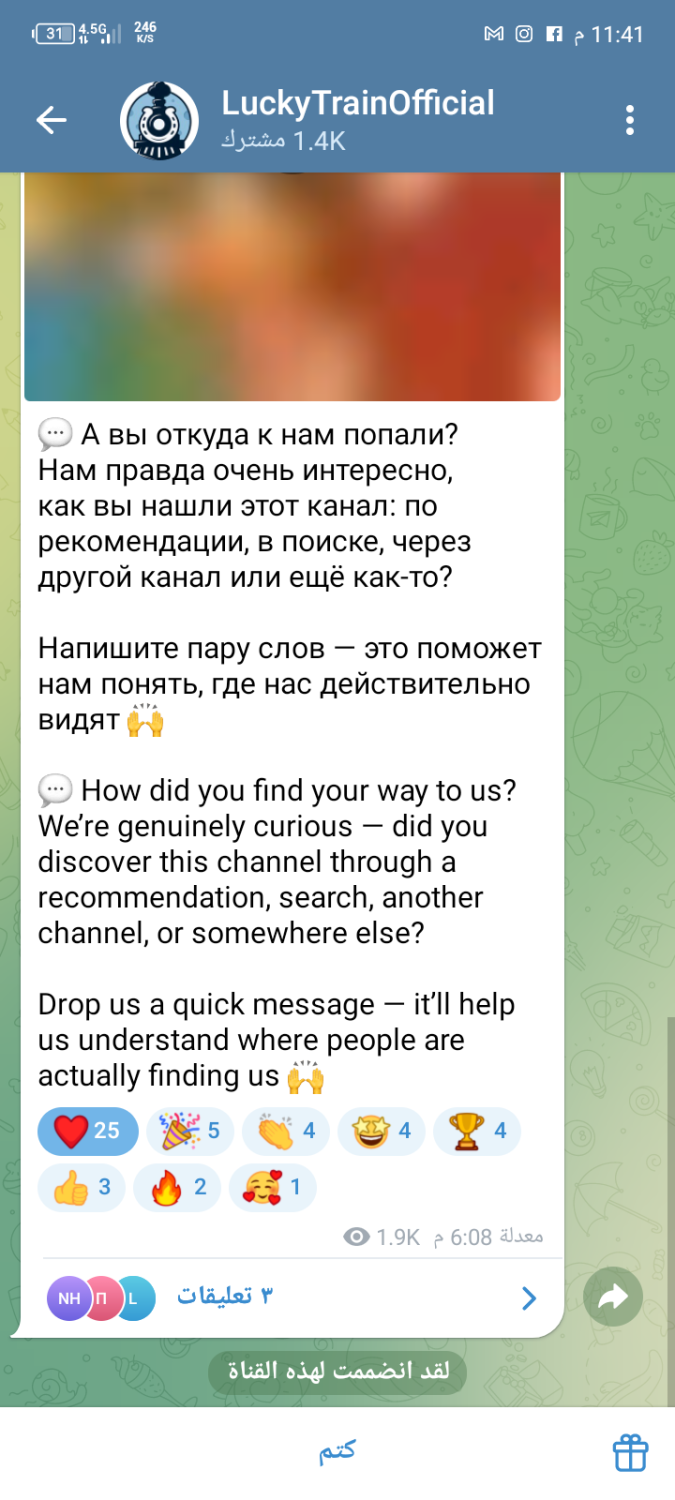 31 4.5G 246 K/S م 11:41
LuckyTrainOfficial
1.4K مشترك
💬 А вы откуда к нам попали?
Нам правда очень интересно,
как вы нашли этот канал: по
рекомендации, в поиске, через
другой канал или ещё как-то?
Напишите пару слов — это поможет
нам понять, где нас действительно
видят 🙌
💬 How did you find your way to us?
We’re genuinely curious — did you
discover this channel through a
recommendation, search, another
channel, or somewhere else?
Drop us a quick message — it’ll help
us understand where people are
actually finding us 🙌
❤️ 25 🎉 5 👏 4 🤩 4 🏆 4
👍 3 🔥 2 🥰 1
1.9K معدلة 6:08 م
NH П L ٣ تعليقات
لقد انضممت لهذه القناة
كتم